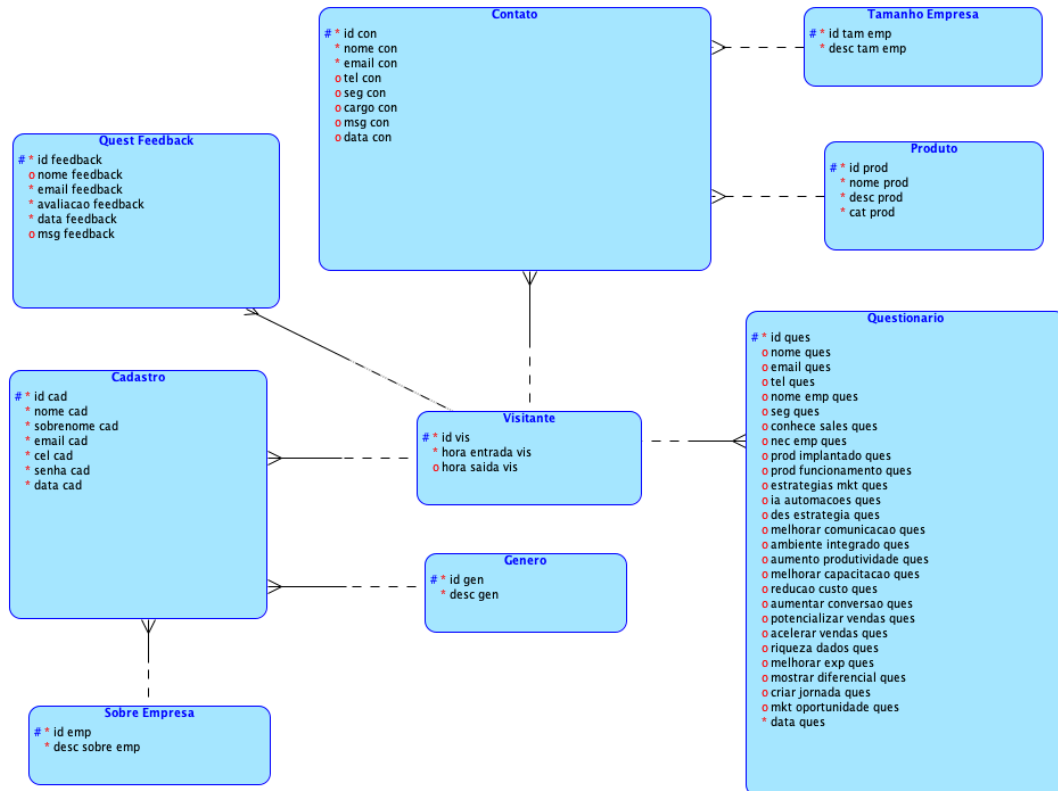 Contato
# * id con
* nome con
* email con
o tel con
o seg con
o cargo con
o msg con
o data con
Tamanho Empresa
# * id tam emp
* desc tam emp
Quest Feedback
# * id feedback
o nome feedback
* email feedback
* avaliacao feedback
* data feedback
o msg feedback
Produto
# * id prod
* nome prod
* desc prod
* cat prod
Cadastro
# * id cad
* nome cad
* sobrenome cad
* email cad
* cel cad
* senha cad
* data cad
Visitante
# * id vis
* hora entrada vis
o hora saida vis
Questionario
# * id ques
o nome ques
o email ques
o tel ques
o nome emp ques
o seg ques
o conhece sales ques
o nec emp ques
o prod implantado ques
o prod funcionamento ques
o estrategias mkt ques
o ia automacoes ques
o des estrategia ques
o melhorar comunicacao ques
o ambiente integrado ques
o aumento produtividade ques
o melhorar capacitacao ques
o reducao custo ques
o aumentar conversao ques
o potencializar vendas ques
o acelerar vendas ques
o riqueza dados ques
o melhorar exp ques
o mostrar diferencial ques
o criar jornada ques
o mkt oportunidade ques
* data ques
Genero
# * id gen
* desc gen
Sobre Empresa
# * id emp
* desc sobre emp